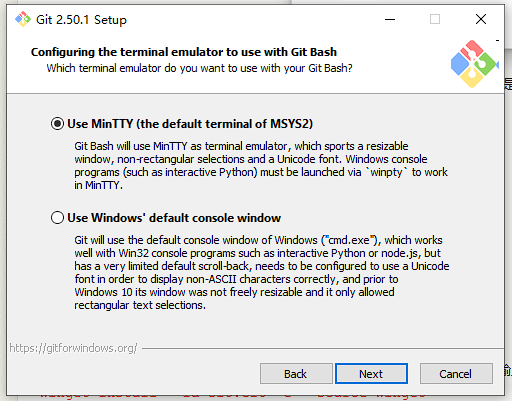 Git 2.50.1 Setup
Configuring the terminal emulator to use with Git Bash
Which terminal emulator do you want to use with your Git Bash?
是
Use MinTTY (the default terminal of MSYS2)
Git Bash will use MinTTY as terminal emulator, which sports a resizable
window, non-rectangular selections and a Unicode font. Windows console
programs (such as interactive Python) must be launched via `winpty` to work
in MinTTY.
Use Windows' default console window
Git will use the default console window of Windows ("cmd.exe"), which works
well with Win32 console programs such as interactive Python or node.js, but
has a very limited default scroll-back, needs to be configured to use a Unicode
font in order to display non-ASCII characters correctly, and prior to
Windows 10 its window was not freely resizable and it only allowed
rectangular text selections.
https://gitforwindows.org/
Back
Next
Cancel